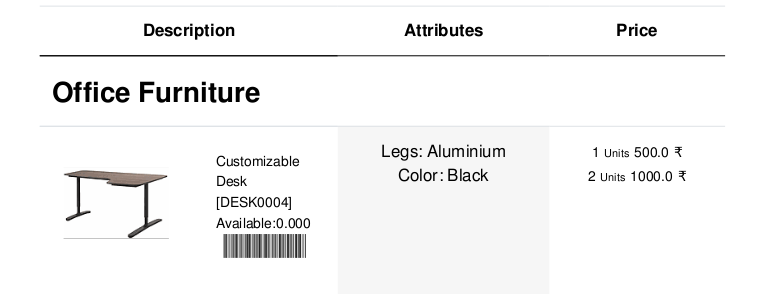 Description Attributes Price
Office Furniture
Customizable
Desk
[DESK0004]
Available:0.000
Legs: Aluminium
Color: Black
1 Units 500.0 ₹
2 Units 1000.0 ₹